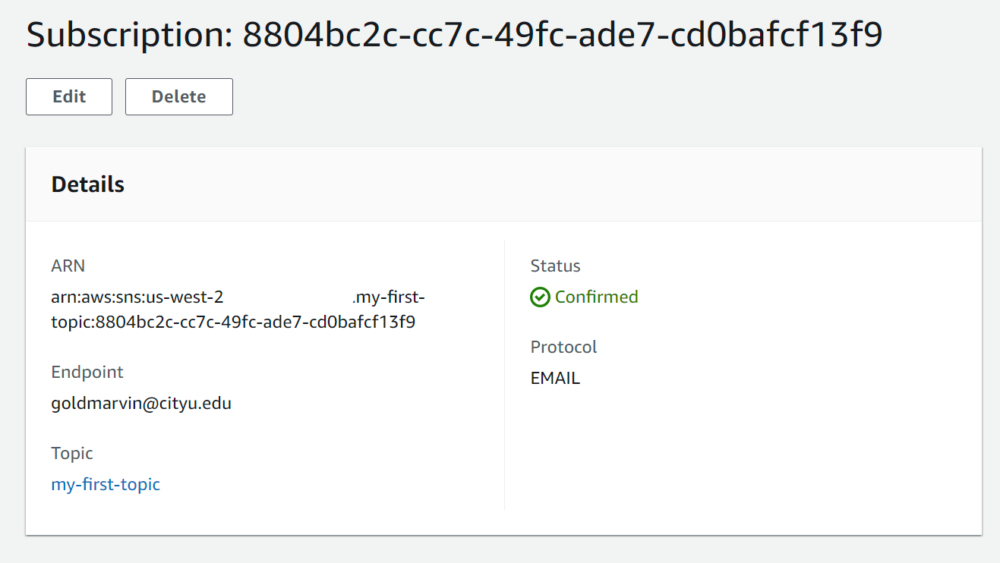 Subscription: 8804bc2c-cc7c-49fc-ade7-cd0bafcf13f9
Edit Delete
Details
ARN
arn:aws:sns:us-west-2 .my-first-
topic:8804bc2c-cc7c-49fc-ade7-cd0bafcf13f9
Endpoint
goldmarvin@cityu.edu
Topic
my-first-topic
Status
Confirmed
Protocol
EMAIL